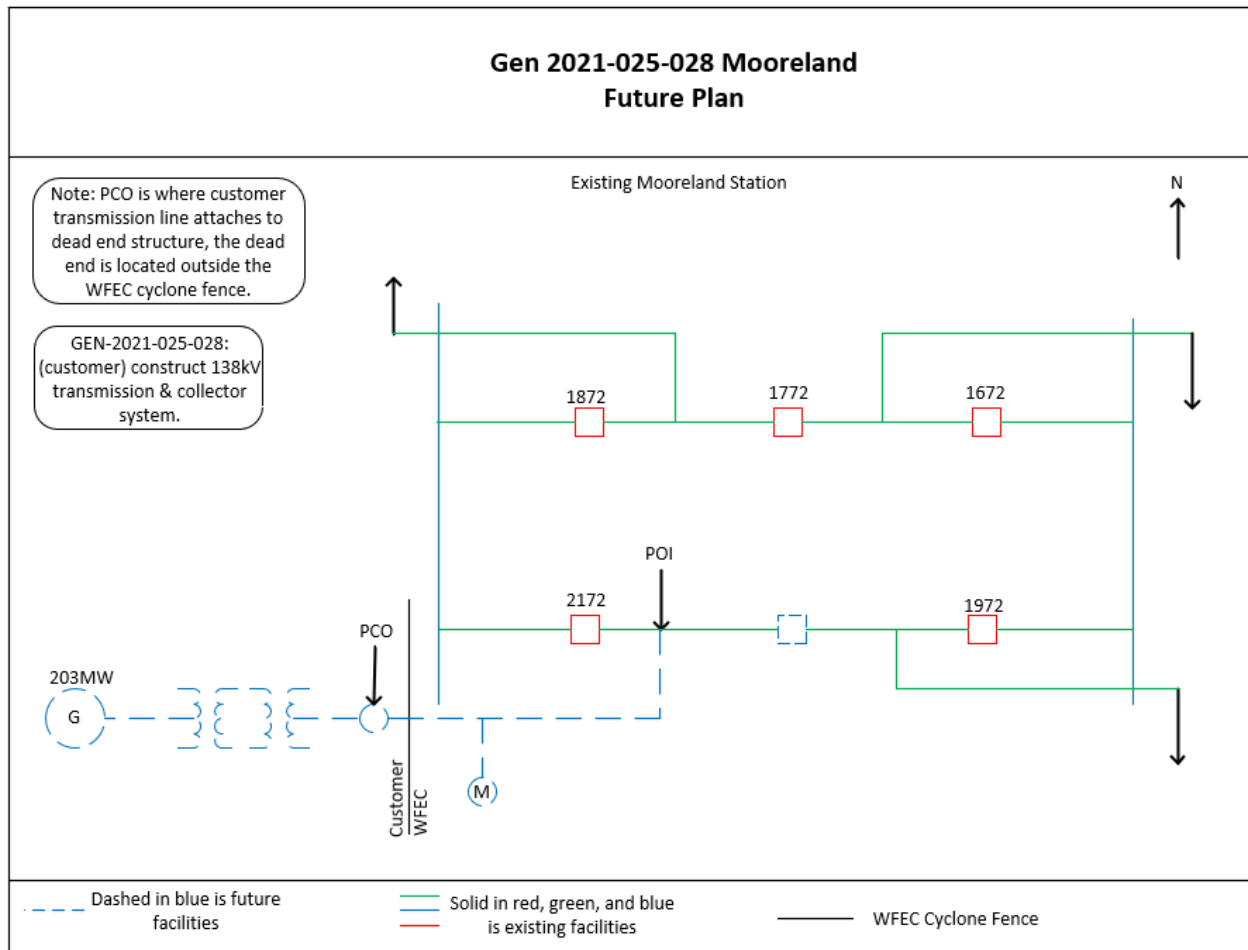 Gen 2021-025-028 Mooreland
Future Plan
Existing Mooreland Station
N
Note: PCO is where customer
transmission line attaches to
dead end structure, the dead
end is located outside the
WFEC cyclone fence.
GEN-2021-025-028:
(customer) construct 138kV
transmission & collector
system.
1872
1772
1672
POI
2172
1972
PCO
203MW
G
M
Customer
WFEC
Dashed in blue is future
facilities
Solid in red, green, and blue
is existing facilities
WFEC Cyclone Fence